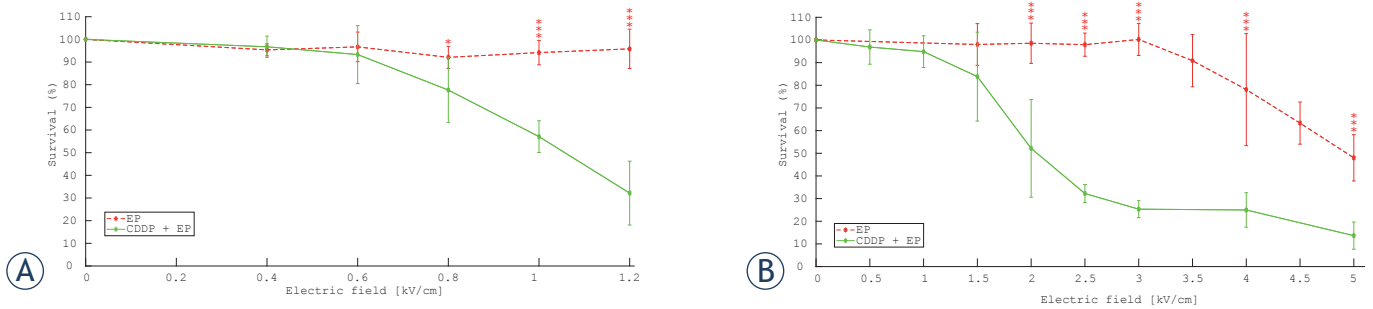 110
100
90
80
70
60
50
40
30
20
10
0
Survival (%)
0 0.2 0.4 0.6 0.8 1 1.2
Electric field [kV/cm]
EP
CDDP + EP
*
***
***
A
110
100
90
80
70
60
50
40
30
20
10
0
Survival (%)
0 0.5 1 1.5 2 2.5 3 3.5 4 4.5 5
Electric field [kV/cm]
EP
CDDP + EP
***
***
***
***
***
B